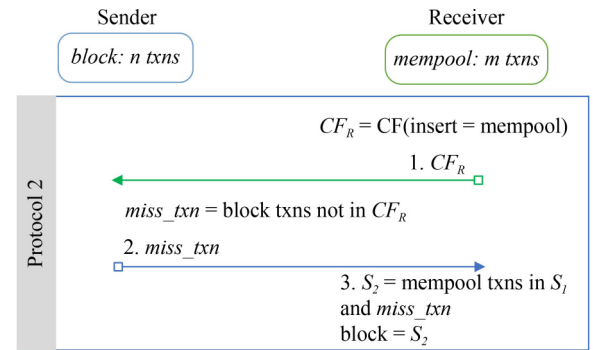 Sender
Receiver
block: n txns
mempool: m txns
Protocol 2
CF_R = CF(insert = mempool)
1. CF_R
miss_txn = block txns not in CF_R
2. miss_txn
3. S_2 = mempool txns in S_1
and miss_txn
block = S_2